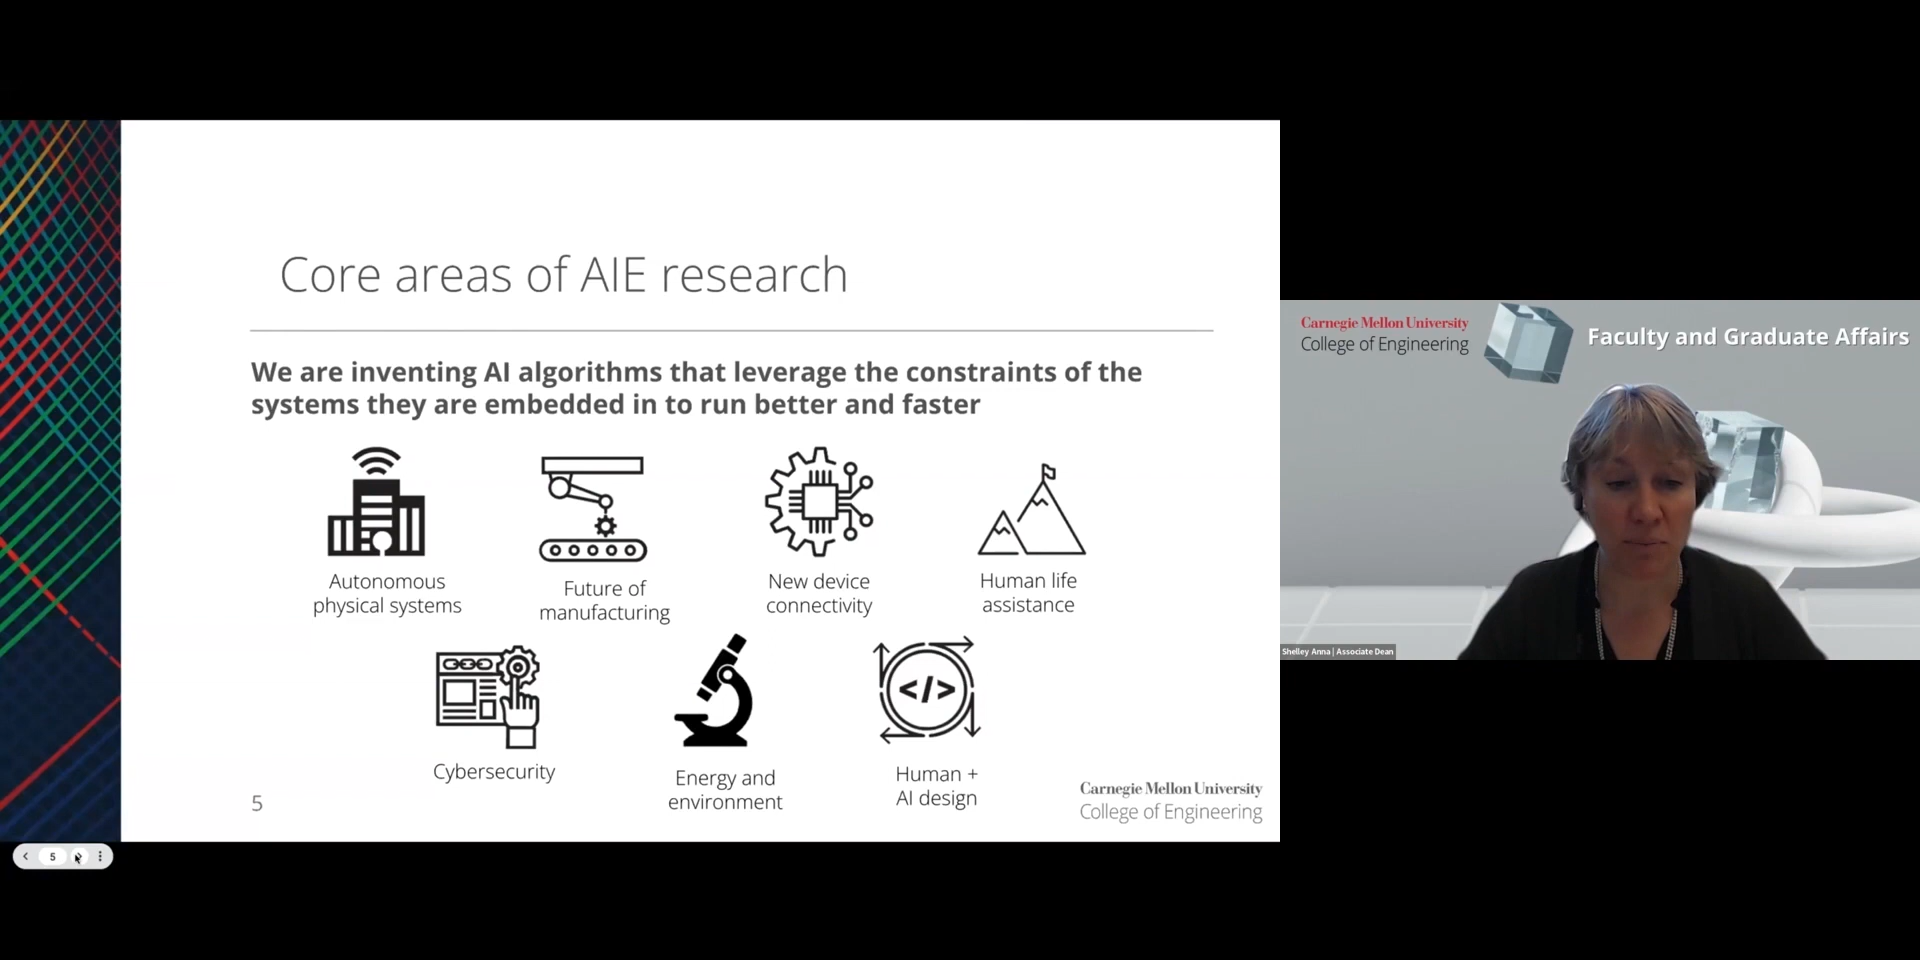 Core areas of AIE research
We are inventing AI algorithms that leverage the constraints of the
systems they are embedded in to run better and faster
Autonomous
physical systems
Future of
manufacturing
New device
connectivity
Human life
assistance
</>
Cybersecurity
Energy and
environment
Human +
AI design
5
Carnegie Mellon University
College of Engineering
5
Carnegie Mellon University
College of Engineering
Faculty and Graduate Affairs
Shelley Anna | Associate Dean